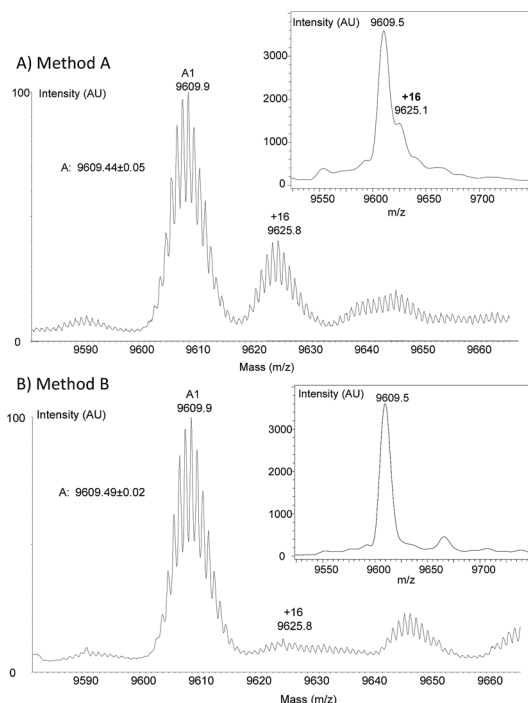 A) Method A
Intensity (AU)
100
A1
9609.9
A: 9609.44±0.05
+16
9625.8
0
9590 9600 9610 9620 9630 9640 9650 9660
Mass (m/z)
Intensity (AU)
9609.5
3000
+16
9625.1
2000
1000
0
9550 9600 9650 9700
m/z
B) Method B
Intensity (AU)
100
A1
9609.9
A: 9609.49±0.02
+16
9625.8
0
9590 9600 9610 9620 9630 9640 9650 9660
Mass (m/z)
Intensity (AU)
9609.5
3000
2000
1000
0
9550 9600 9650 9700
m/z